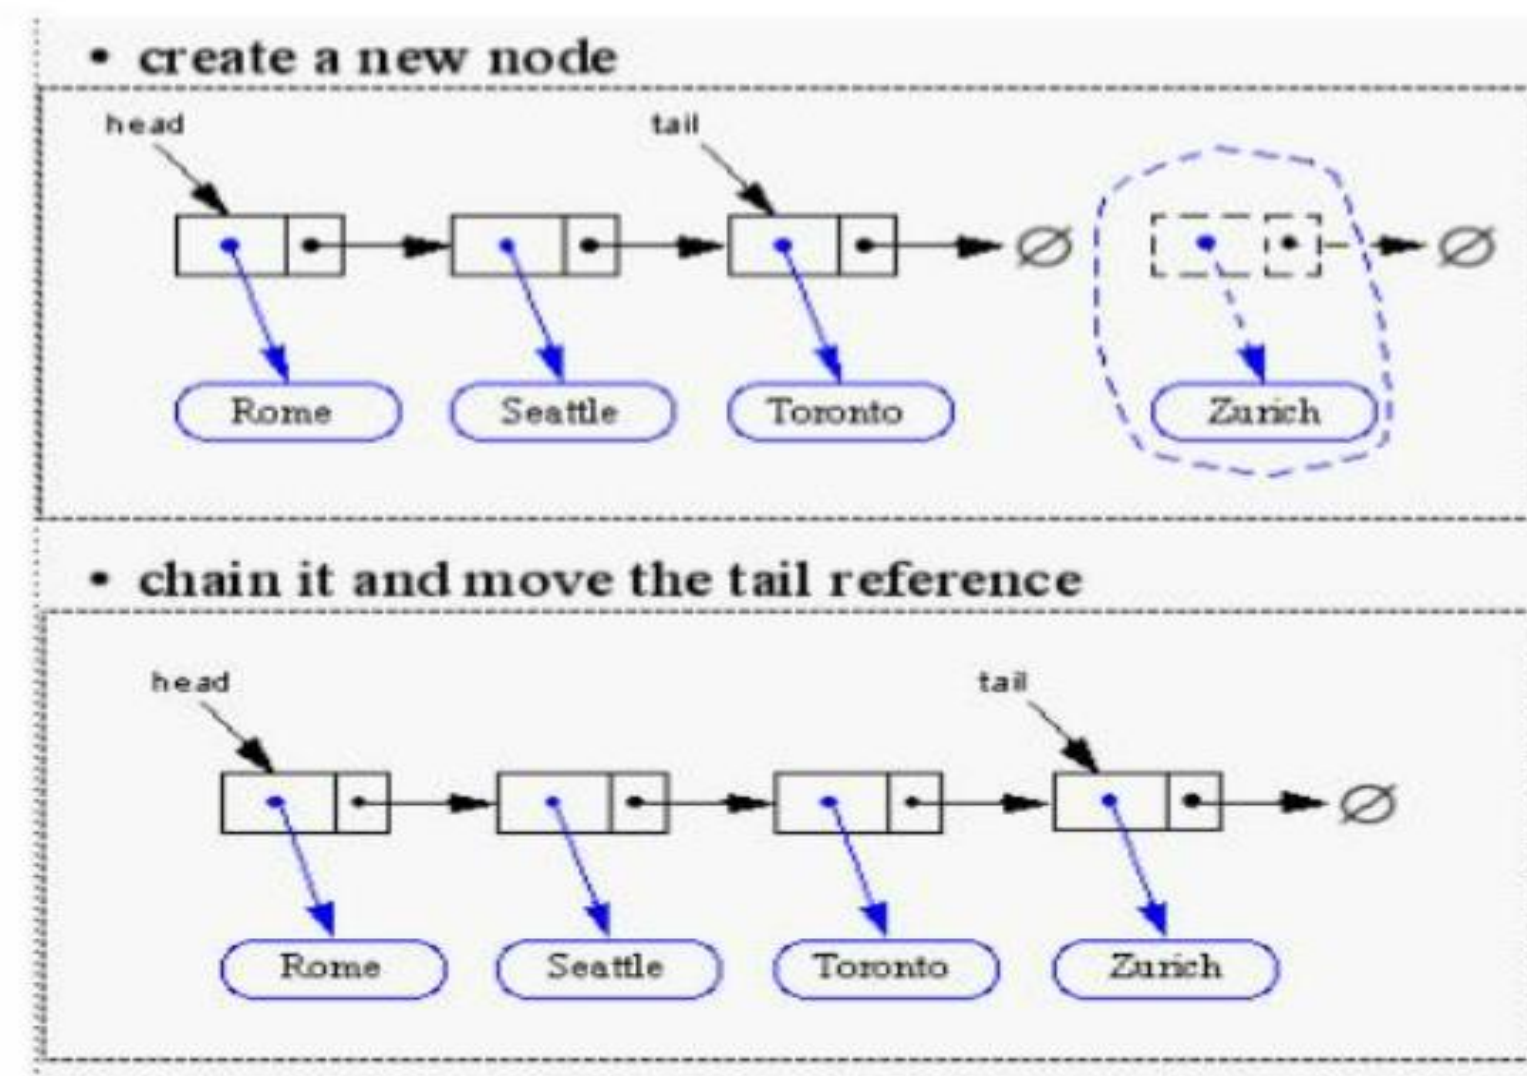 • create a new node
head tail
∅ ∅
Rome Seattle Toronto Zurich
• chain it and move the tail reference
head tail
∅
Rome Seattle Toronto Zurich